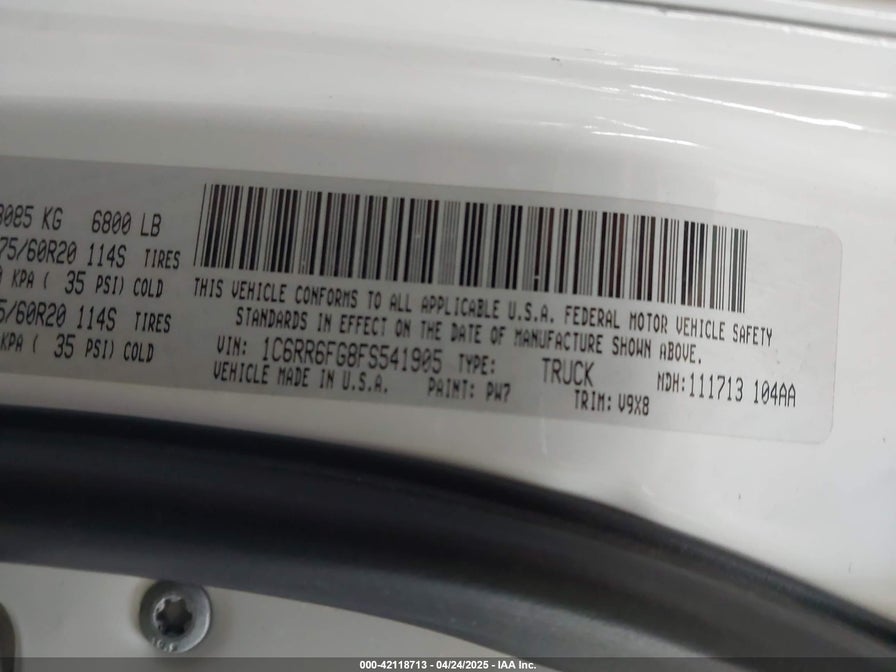 3085 KG 6800 LB
75/60R20 114S TIRES
0 KPA ( 35 PSI) COLD
5/60R20 114S TIRES
KPA ( 35 PSI) COLD
THIS VEHICLE CONFORMS TO ALL APPLICABLE U.S.A. FEDERAL MOTOR VEHICLE SAFETY
STANDARDS IN EFFECT ON THE DATE OF MANUFACTURE SHOWN ABOVE.
VIN: 1C6RR6FG8FS541905 TYPE: TRUCK MDH:111713 104AA
VEHICLE MADE IN U.S.A. PAINT: PW7 TRIM: V9X8
000-42118713 - 04/24/2025 - IAA Inc.